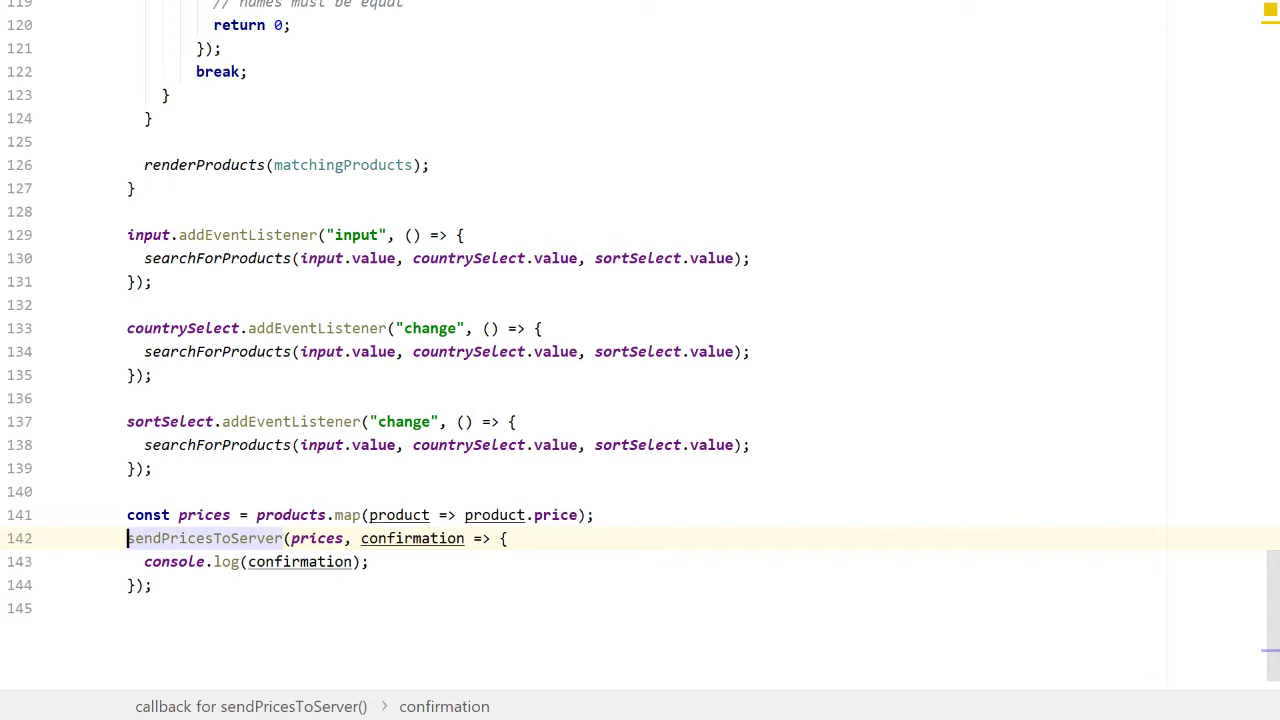 119 // names must be equal
120 return 0;
121 });
122 break;
123 }
124 }
125
126 renderProducts(matchingProducts);
127 }
128
129 input.addEventListener("input", () => {
130 searchForProducts(input.value, countrySelect.value, sortSelect.value);
131 });
132
133 countrySelect.addEventListener("change", () => {
134 searchForProducts(input.value, countrySelect.value, sortSelect.value);
135 });
136
137 sortSelect.addEventListener("change", () => {
138 searchForProducts(input.value, countrySelect.value, sortSelect.value);
139 });
140
141 const prices = products.map(product => product.price);
142 sendPricesToServer(prices, confirmation => {
143 console.log(confirmation);
144 });
145
callback for sendPricesToServer() > confirmation